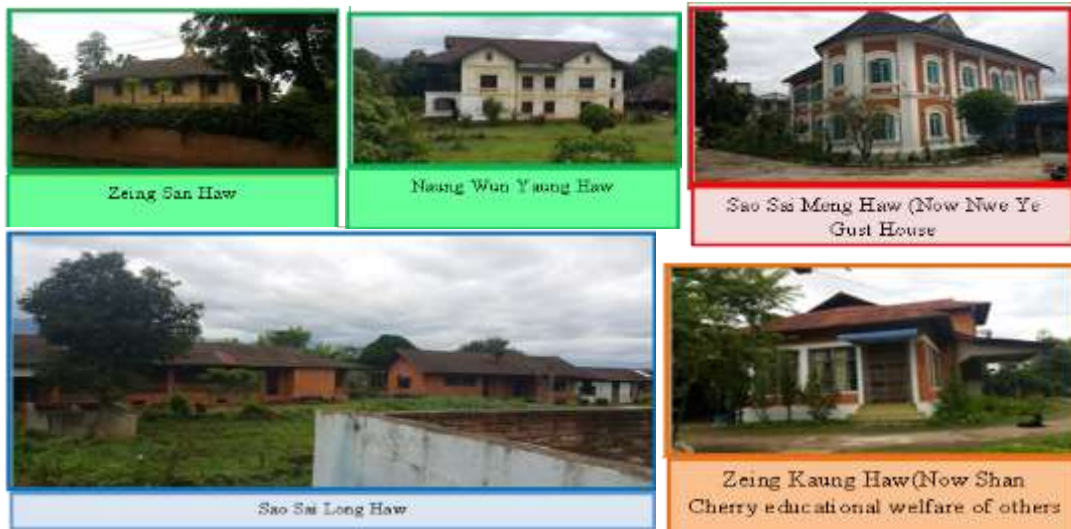 Zeing San Haw
Naung Wun Yaung Haw
Sao Sai Meng Haw (Now Nwe Ye
Gust House
Sao Sai Long Haw
Zeing Kaung Haw(Now Shan
Cherry educational welfare of others